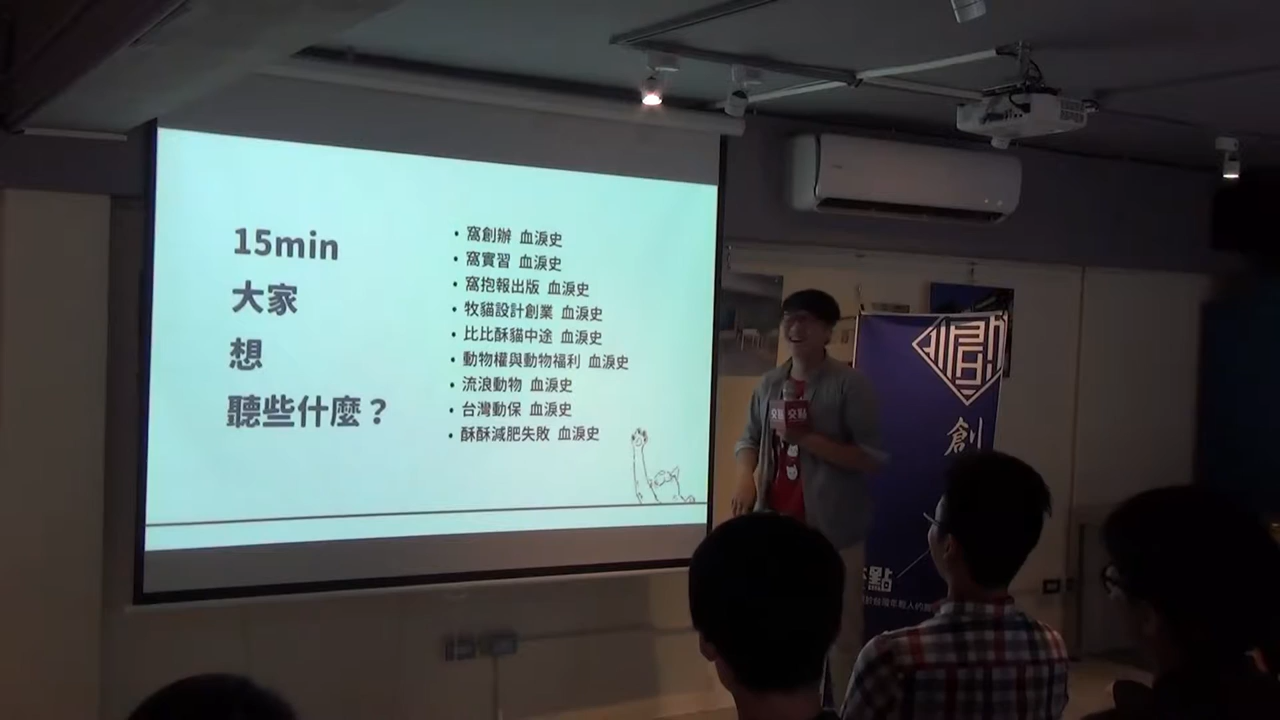 15min
大家
想
聽些什麼？
• 窩創辦 血淚史
• 窩實習 血淚史
• 窩抱報出版 血淚史
• 牧貓設計創業 血淚史
• 比比酥貓中途 血淚史
• 動物權與動物福利 血淚史
• 流浪動物 血淚史
• 台灣動保 血淚史
• 酥酥減肥失敗 血淚史
交點
創
點